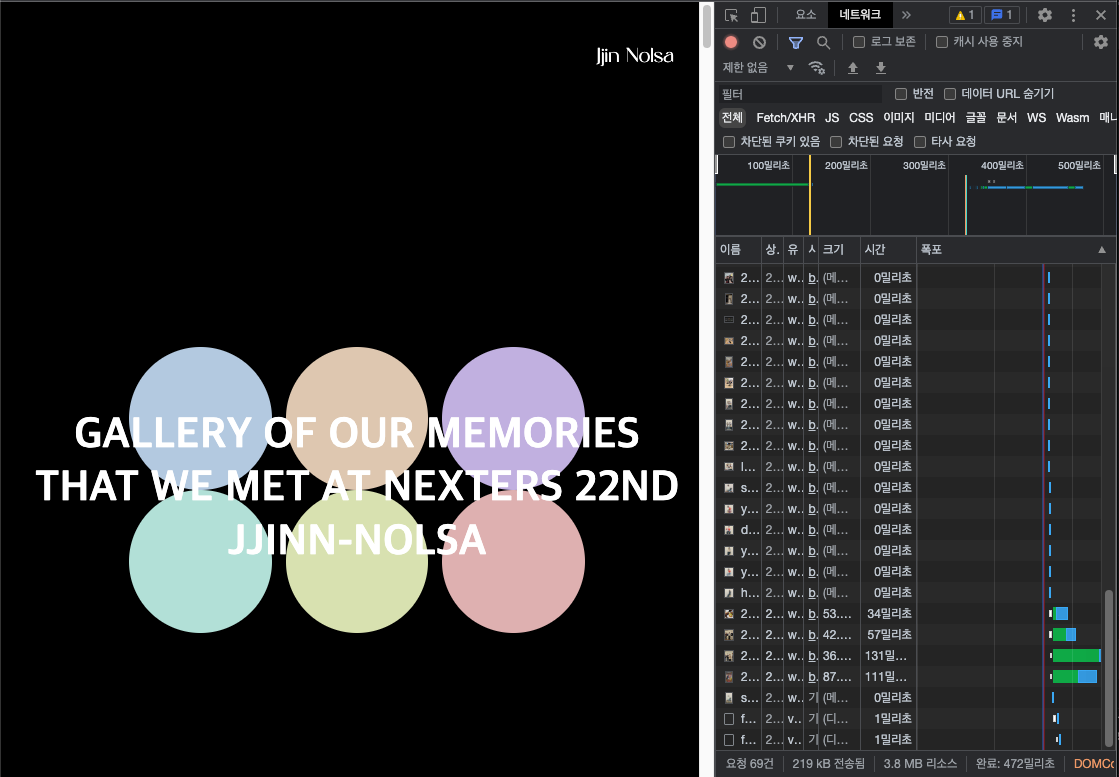 Jjin Nolsa
GALLERY OF OUR MEMORIES
THAT WE MET AT NEXTERS 22ND
JJINN-NOLSA
요소 네트워크 » 1 1
로그 보존 캐시 사용 중지
제한 없음
필터 반전 데이터 URL 숨기기
전체 Fetch/XHR JS CSS 이미지 미디어 글꼴 문서 WS Wasm 매니
차단된 쿠키 있음 차단된 요청 타사 요청
100밀리초 200밀리초 300밀리초 400밀리초 500밀리초
이름 상. 유 시 크기 시간 폭포
2... 2... w.. b. (메... 0밀리초
2... 2... w.. b. (메... 0밀리초
2... 2... w.. b. (메... 0밀리초
2... 2... w.. b. (메... 0밀리초
2... 2... w.. b. (메... 0밀리초
2... 2... w.. b. (메... 0밀리초
2... 2... w.. b. (메... 0밀리초
2... 2... w.. b. (메... 0밀리초
2... 2... w.. b. (메... 0밀리초
l... 2... w.. b. (메... 0밀리초
s... 2... w.. b. (메... 0밀리초
y... 2... w.. b. (메... 0밀리초
d... 2... w.. b. (메... 0밀리초
y... 2... w.. b. (메... 0밀리초
y... 2... w.. b. (메... 0밀리초
h... 2... w.. b. (메... 0밀리초
2... 2... w.. b. 53.... 34밀리초
2... 2... w.. b. 42.... 57밀리초
2... 2... w.. b. 36.... 131밀...
2... 2... w.. b. 87.... 111밀...
s... 2... w.. 기 (메... 0밀리초
f... 2... v... 기 (디... 1밀리초
f... 2... v... 기 (디... 1밀리초
요청 69건 219 kB 전송됨 3.8 MB 리소스 완료: 472밀리초 DOMCo